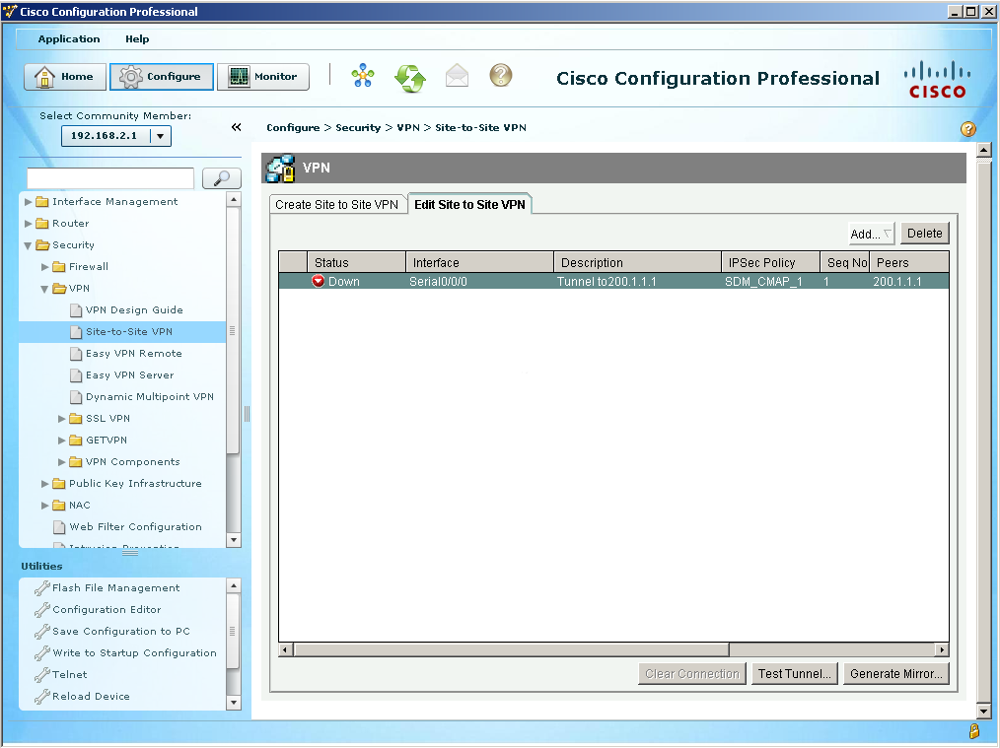 Cisco Configuration Professional
Application Help
Home Configure Monitor
Cisco Configuration Professional
CISCO
Select Community Member:
192.168.2.1
«
Configure > Security > VPN > Site-to-Site VPN
VPN
Interface Management
Router
Security
Firewall
VPN
VPN Design Guide
Site-to-Site VPN
Easy VPN Remote
Easy VPN Server
Dynamic Multipoint VPN
SSL VPN
GETVPN
VPN Components
Public Key Infrastructure
NAC
Web Filter Configuration
Intrusion Prevention
Utilities
Flash File Management
Configuration Editor
Save Configuration to PC
Write to Startup Configuration
Telnet
Reload Device
Create Site to Site VPN Edit Site to Site VPN
Add... Delete
Status Interface Description IPSec Policy Seq No Peers
Down Serial0/0/0 Tunnel to200.1.1.1 SDM_CMAP_1 1 200.1.1.1
Clear Connection Test Tunnel... Generate Mirror...